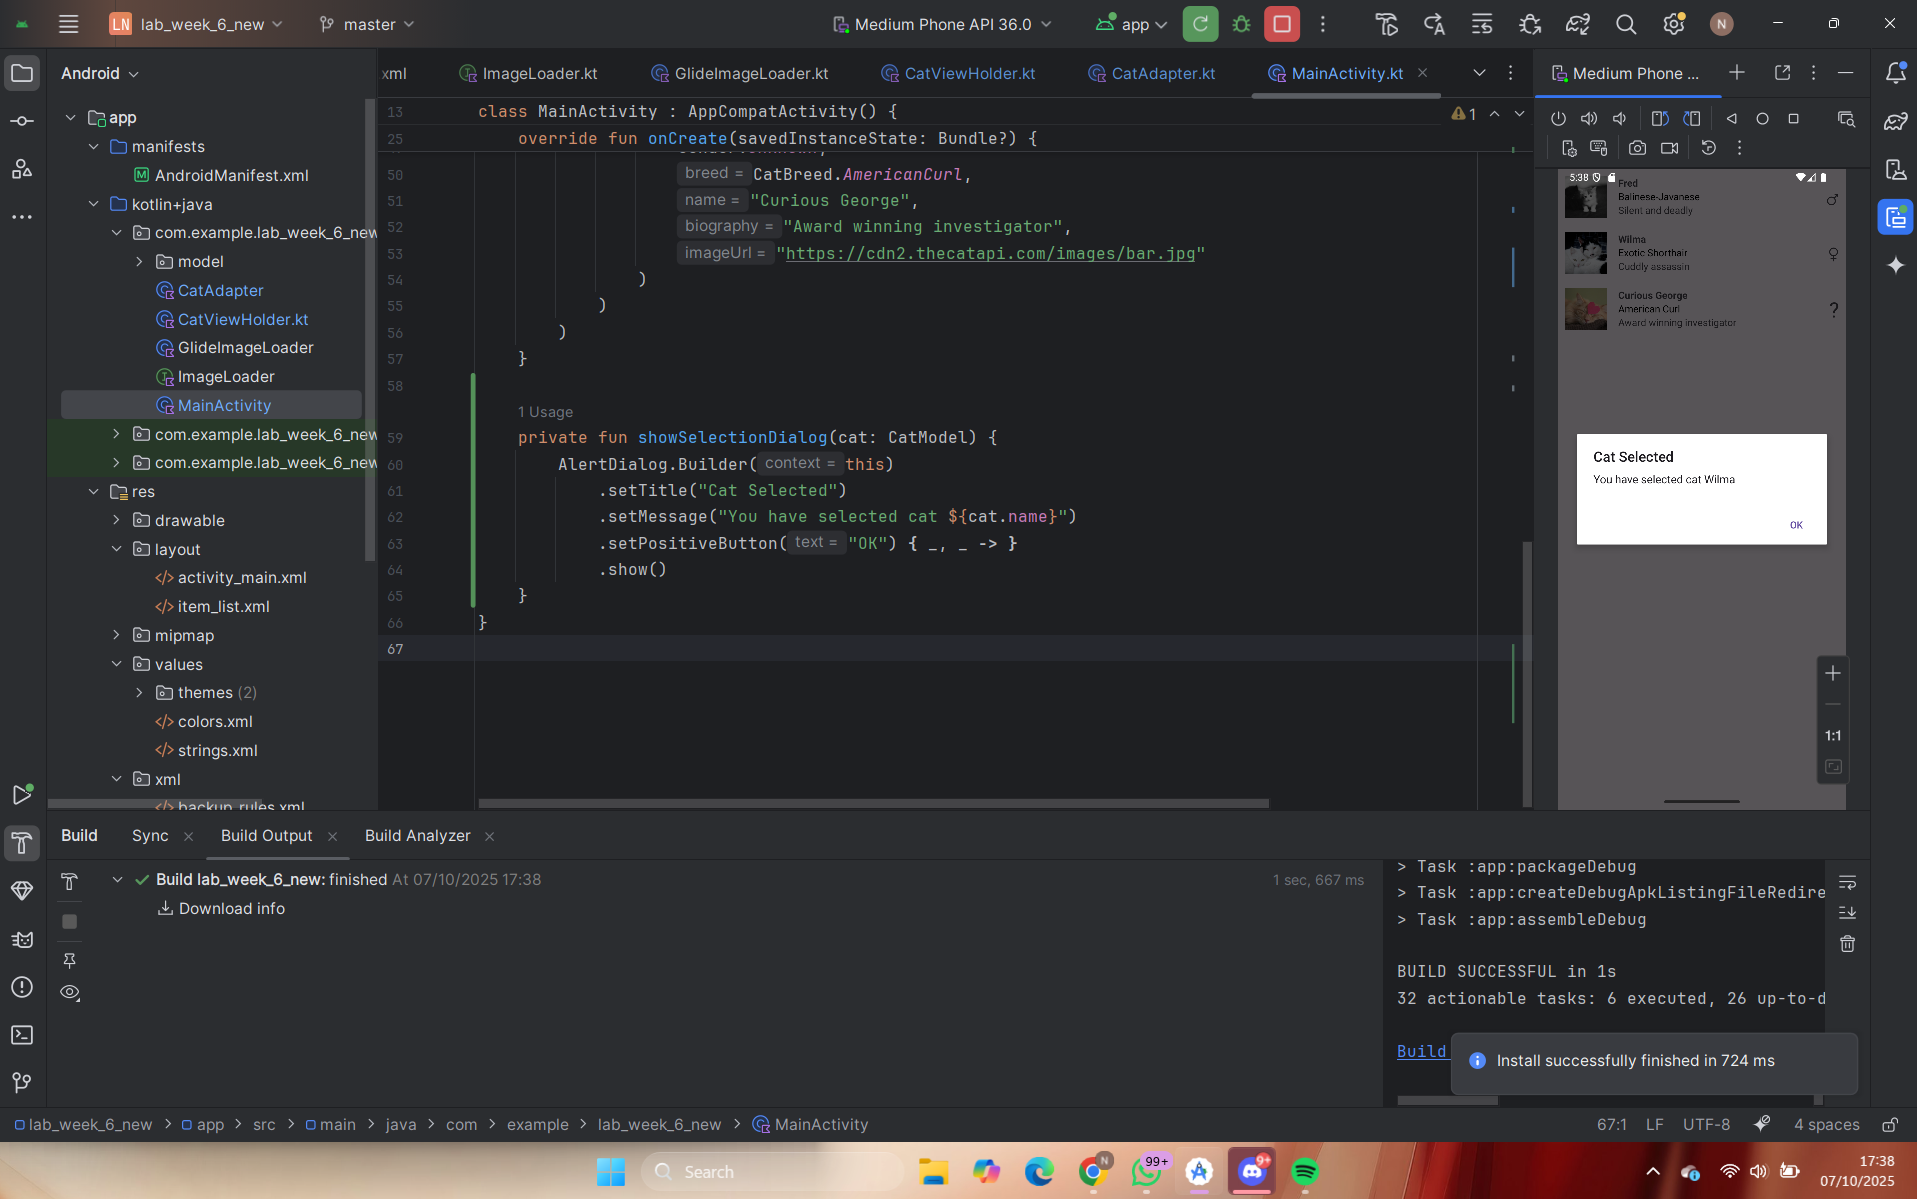 LN lab_week_6_new master Medium Phone API 36.0 app N
Android
xml ImageLoader.kt GlideImageLoader.kt CatViewHolder.kt CatAdapter.kt MainActivity.kt
Medium Phone ...
app
manifests
AndroidManifest.xml
kotlin+java
com.example.lab_week_6_new
model
CatAdapter
CatViewHolder.kt
GlideImageLoader
ImageLoader
MainActivity
com.example.lab_week_6_new
com.example.lab_week_6_new
res
drawable
layout
activity_main.xml
item_list.xml
mipmap
values
themes (2)
colors.xml
strings.xml
xml
backup_rules.xml
13 class MainActivity : AppCompatActivity() {
1
25 override fun onCreate(savedInstanceState: Bundle?) {
50 breed = CatBreed.AmericanCurl,
51 name = "Curious George",
52 biography = "Award winning investigator",
53 imageUrl = "https://cdn2.thecatapi.com/images/bar.jpg"
54 )
55 )
56 )
57 }
58
1 Usage
59 private fun showSelectionDialog(cat: CatModel) {
60 AlertDialog.Builder( context = this)
61 .setTitle("Cat Selected")
62 .setMessage("You have selected cat ${cat.name}")
63 .setPositiveButton( text = "OK") { _, _ -> }
64 .show()
65 }
66 }
67
5:38
Fred
Balinese-Javanese
Silent and deadly
♂
Wilma
Exotic Shorthair
Cuddly assassin
♀
Curious George
American Curl
Award winning investigator
?
Cat Selected
You have selected cat Wilma
OK
1:1
Build Sync Build Output Build Analyzer
Build lab_week_6_new: finished At 07/10/2025 17:38 1 sec, 667 ms
Download info
> Task :app:packageDebug
> Task :app:createDebugApkListingFileRedire
> Task :app:assembleDebug
BUILD SUCCESSFUL in 1s
32 actionable tasks: 6 executed, 26 up-to-d
Build
Install successfully finished in 724 ms
lab_week_6_new > app > src > main > java > com > example > lab_week_6_new > MainActivity
67:1 LF UTF-8 4 spaces
Search
N
99+
9+
17:38
07/10/2025